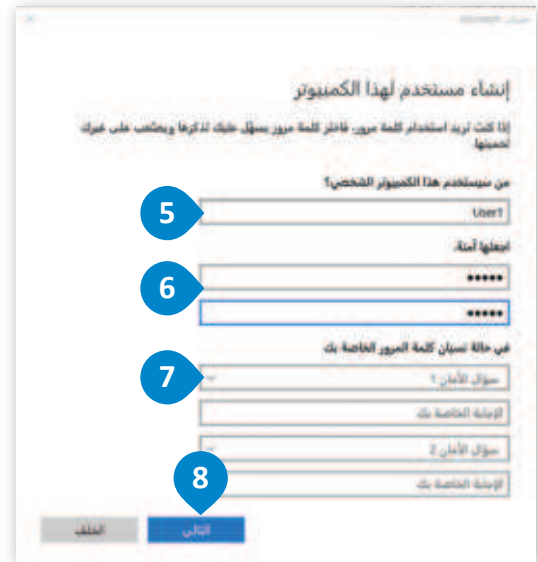 إنشاء مستخدم لهذا الكمبيوتر
إذا كنت تريد استخدام كلمة مرور، فاختر كلمة مرور يسهل عليك تذكرها ويصعب على غيرك
تخمينها.
من سيستخدم هذا الكمبيوتر الشخصي؟
5
User1
اجعلها آمنة.
6
في حالة نسيان كلمة المرور الخاصة بك
7
سؤال الأمان 1
الإجابة الخاصة بك
سؤال الأمان 2
الإجابة الخاصة بك
8
التالي
الخلف